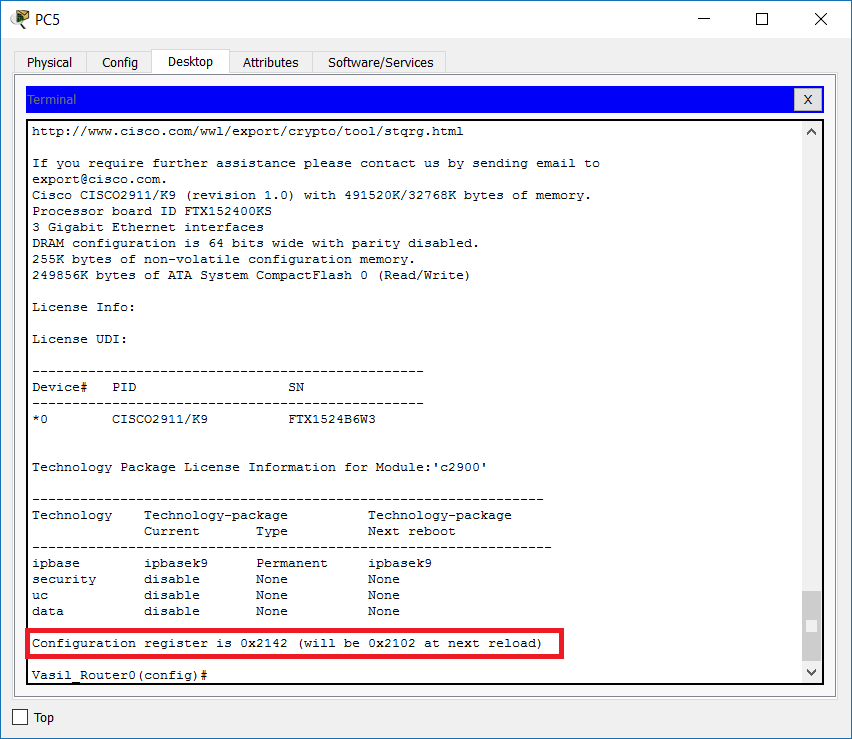 PC5
Physical Config Desktop Attributes Software/Services
Terminal X
http://www.cisco.com/wwl/export/crypto/tool/stqrg.html
If you require further assistance please contact us by sending email to
export@cisco.com.
Cisco CISCO2911/K9 (revision 1.0) with 491520K/32768K bytes of memory.
Processor board ID FTX152400KS
3 Gigabit Ethernet interfaces
DRAM configuration is 64 bits wide with parity disabled.
255K bytes of non-volatile configuration memory.
249856K bytes of ATA System CompactFlash 0 (Read/Write)
License Info:
License UDI:
-------------------------------------------------
Device# PID SN
-------------------------------------------------
*0 CISCO2911/K9 FTX1524B6W3
Technology Package License Information for Module:'c2900'
----------------------------------------------------------------
Technology Technology-package Technology-package
Current Type Next reboot
-----------------------------------------------------------------
ipbase ipbasek9 Permanent ipbasek9
security disable None None
uc disable None None
data disable None None
Configuration register is 0x2142 (will be 0x2102 at next reload)
Vasil_Router0(config)#
Top